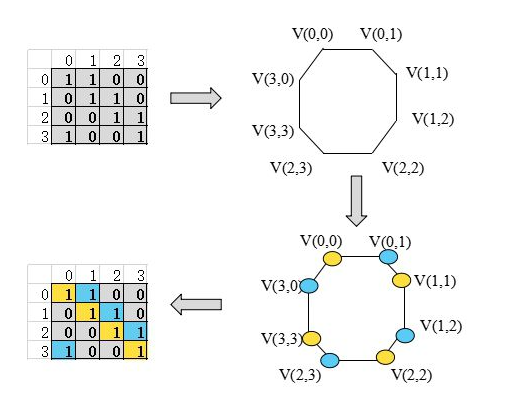 V(0,0) V(0,1)
0 1 2 3
0 1 1 0 0
1 0 1 1 0
2 0 0 1 1
3 1 0 0 1
V(3,0) V(1,1)
V(3,3) V(1,2)
V(2,3) V(2,2)
V(0,0) V(0,1)
0 1 2 3
0 1 1 0 0
1 0 1 1 0
2 0 0 1 1
3 1 0 0 1
V(3,0) V(1,1)
V(3,3) V(1,2)
V(2,3) V(2,2)